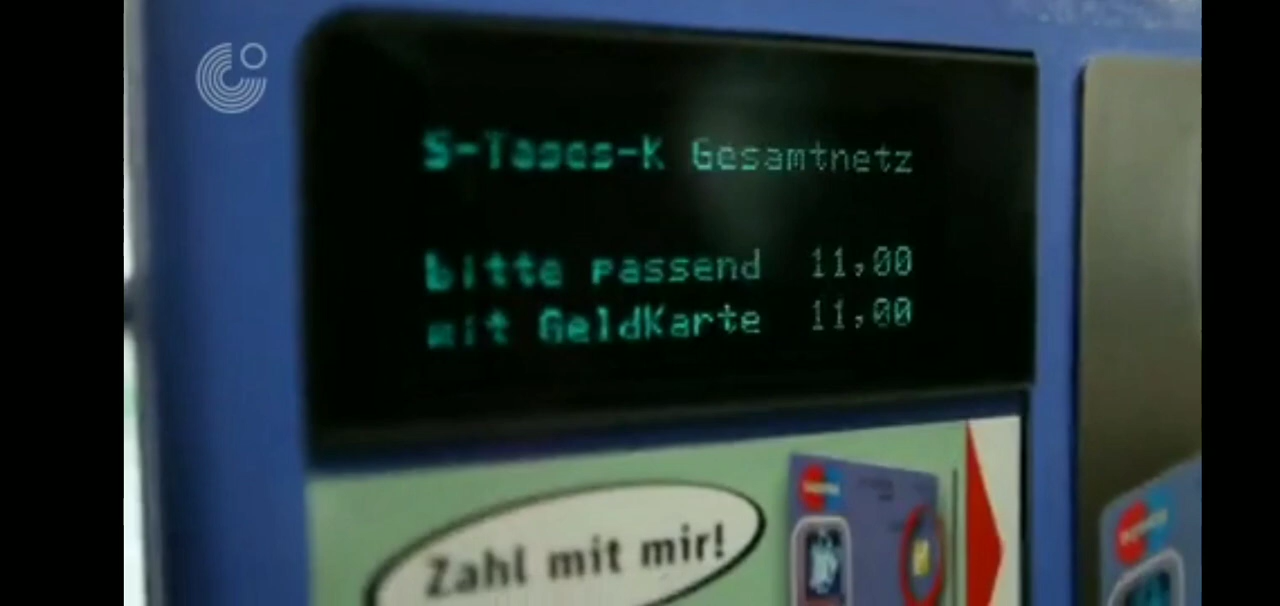 S-Tages-K Gesamtnetz
bitte passend 11,00
mit GeldKarte 11,00
Zahl mit mir!